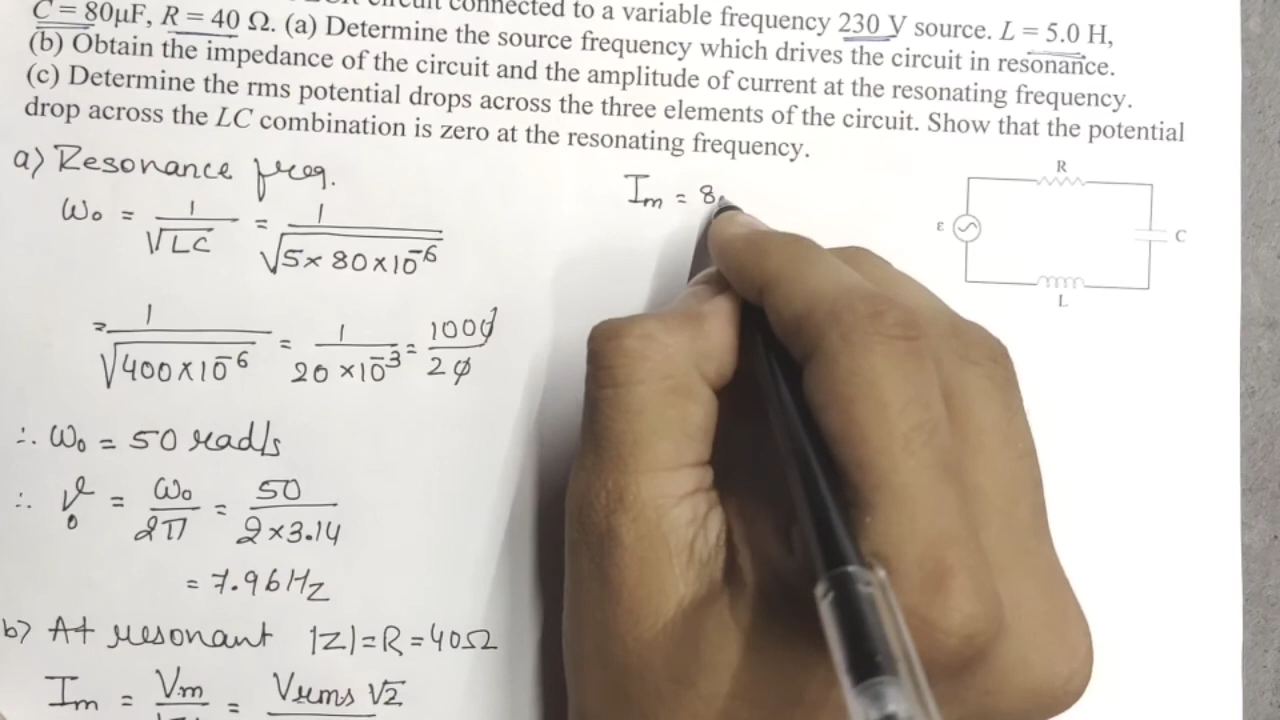 circuit connected to a variable frequency 230 V source. L = 5.0 H,
C = 80μF, R = 40 Ω. (a) Determine the source frequency which drives the circuit in resonance.
(b) Obtain the impedance of the circuit and the amplitude of current at the resonating frequency.
(c) Determine the rms potential drops across the three elements of the circuit. Show that the potential
drop across the LC combination is zero at the resonating frequency.
a) Resonance freq.
ω₀ = 1/√LC = 1/√5×80×10⁻⁶
= 1/√400×10⁻⁶ = 1/20×10⁻³ = 1000/20
∴ ω₀ = 50 rad/s
∴ ν₀ = ω₀/2π = 50/2×3.14
= 7.96Hz
b) At resonant |Z|=R=40Ω
Im = Vm = Vrms √2
Im = 8.
R
ε
C
L